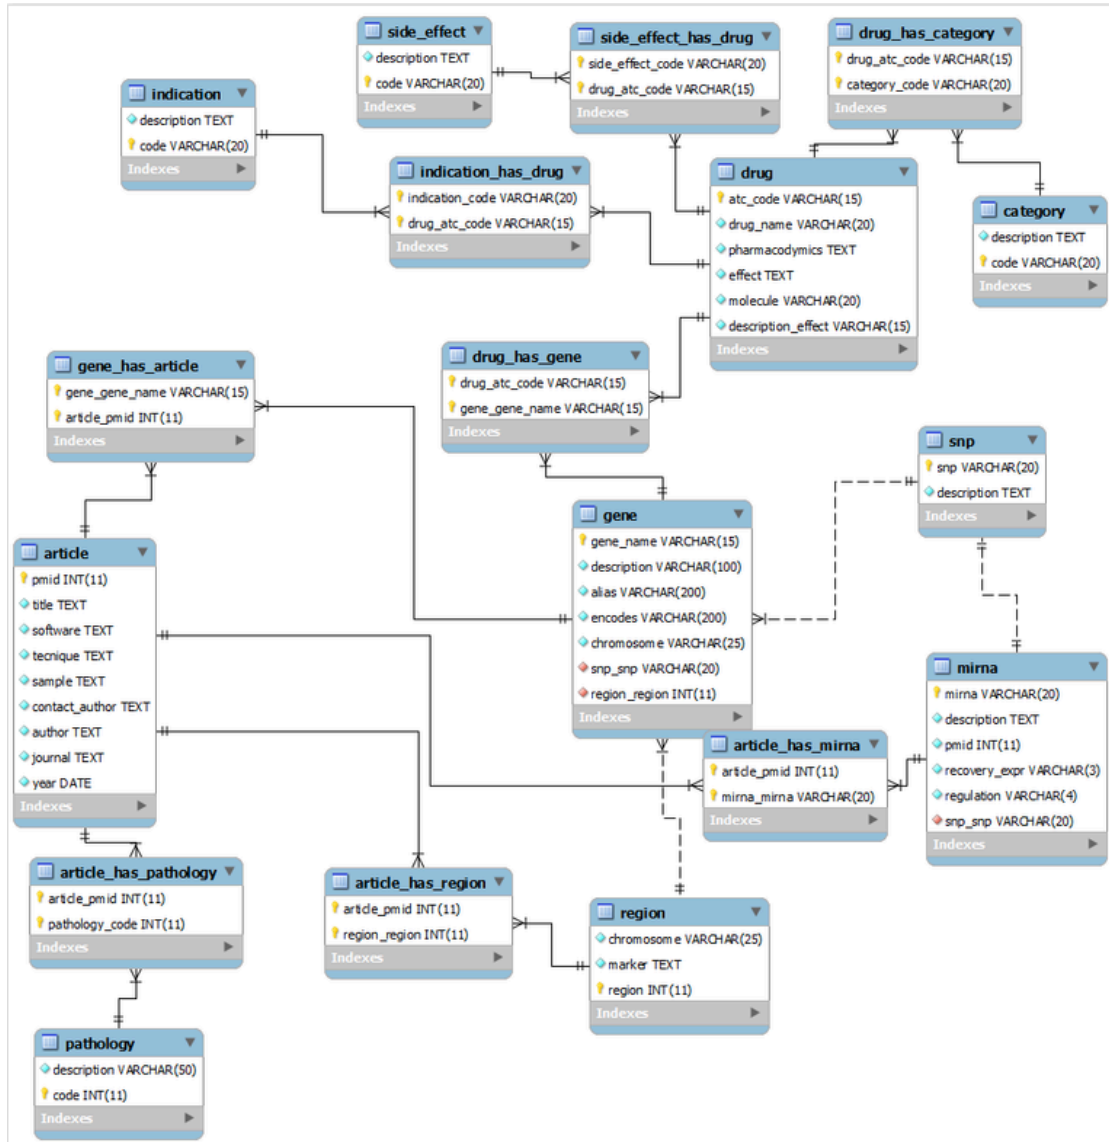 side_effect
description TEXT
code VARCHAR(20)
Indexes
side_effect_has_drug
side_effect_code VARCHAR(20)
drug_atc_code VARCHAR(15)
Indexes
drug_has_category
drug_atc_code VARCHAR(15)
category_code VARCHAR(20)
Indexes
indication
description TEXT
code VARCHAR(20)
Indexes
indication_has_drug
indication_code VARCHAR(20)
drug_atc_code VARCHAR(15)
Indexes
drug
atc_code VARCHAR(15)
drug_name VARCHAR(20)
pharmacodymics TEXT
effect TEXT
molecule VARCHAR(20)
description_effect VARCHAR(15)
Indexes
category
description TEXT
code VARCHAR(20)
Indexes
gene_has_article
gene_gene_name VARCHAR(15)
article_pmid INT(11)
Indexes
drug_has_gene
drug_atc_code VARCHAR(15)
gene_gene_name VARCHAR(15)
Indexes
snp
snp VARCHAR(20)
description TEXT
Indexes
gene
gene_name VARCHAR(15)
description VARCHAR(100)
alias VARCHAR(200)
encodes VARCHAR(200)
chromosome VARCHAR(25)
snp_snp VARCHAR(20)
region_region INT(11)
Indexes
article
pmid INT(11)
title TEXT
software TEXT
tecnique TEXT
sample TEXT
contact_author TEXT
author TEXT
journal TEXT
year DATE
Indexes
mirna
mirna VARCHAR(20)
description TEXT
pmid INT(11)
recovery_expr VARCHAR(3)
regulation VARCHAR(4)
snp_snp VARCHAR(20)
Indexes
article_has_mirna
article_pmid INT(11)
mirna_mirna VARCHAR(20)
Indexes
article_has_pathology
article_pmid INT(11)
pathology_code INT(11)
Indexes
article_has_region
article_pmid INT(11)
region_region INT(11)
Indexes
region
chromosome VARCHAR(25)
marker TEXT
region INT(11)
Indexes
pathology
description VARCHAR(50)
code INT(11)
Indexes